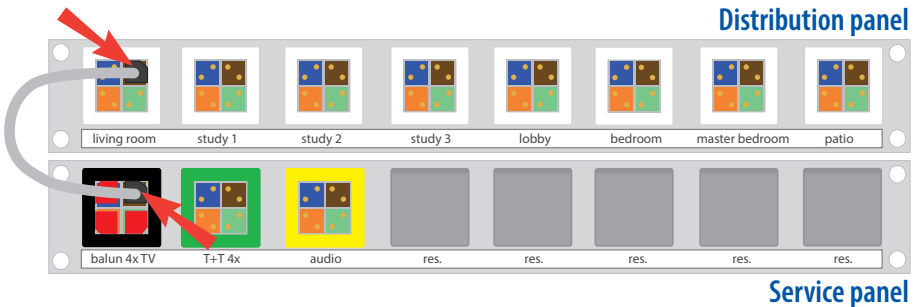 Distribution panel
living room study 1 study 2 study 3 lobby bedroom master bedroom patio
balun 4x TV T+T 4x audio res. res. res. res. res.
Service panel